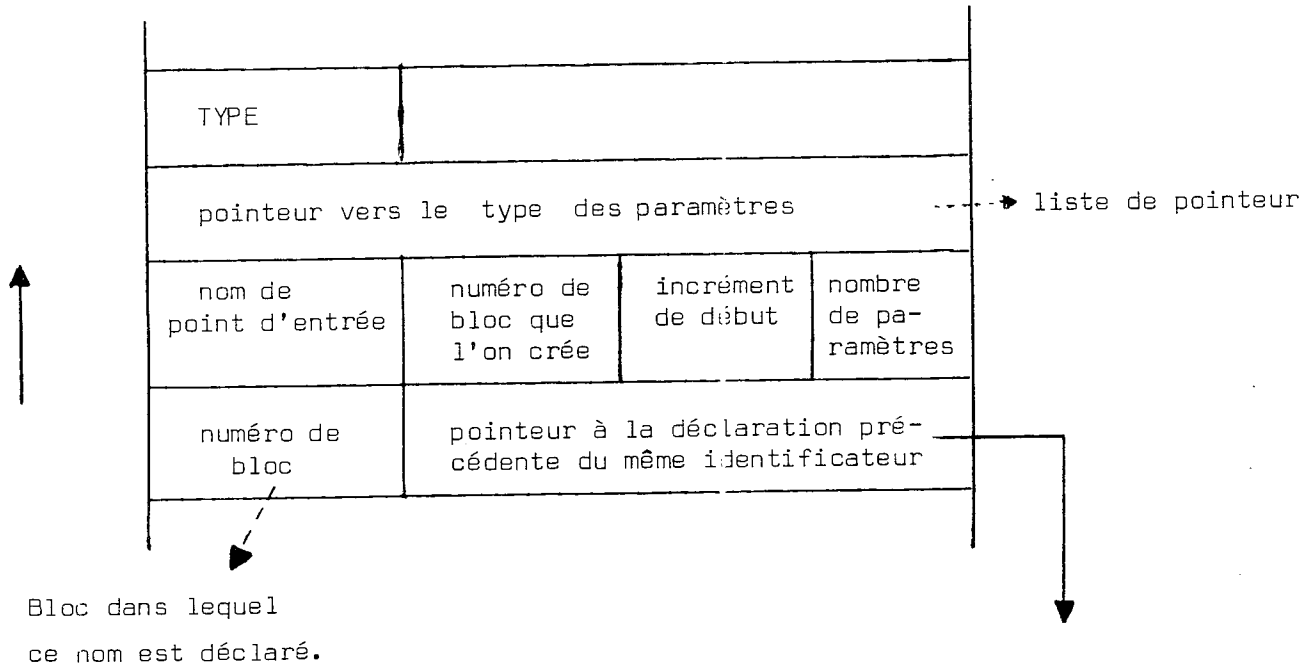 TYPE
pointeur vers le type des paramètres
liste de pointeur
nom de
point d'entrée
numéro de
bloc que
l'on crée
incrément
de début
nombre
de pa-
ramètres
numéro de
bloc
pointeur à la déclaration pré-
cédente du même identificateur
Bloc dans lequel
ce nom est déclaré.